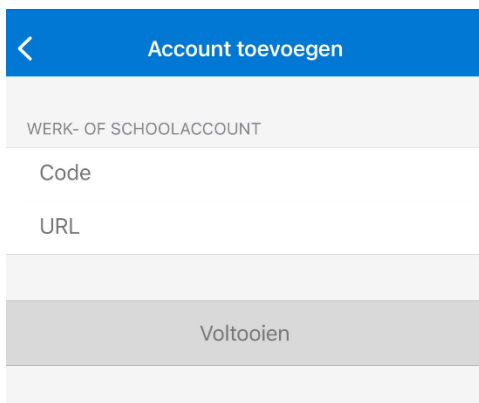 Account toevoegen
WERK- OF SCHOOLACCOUNT
Code
URL
Voltooien